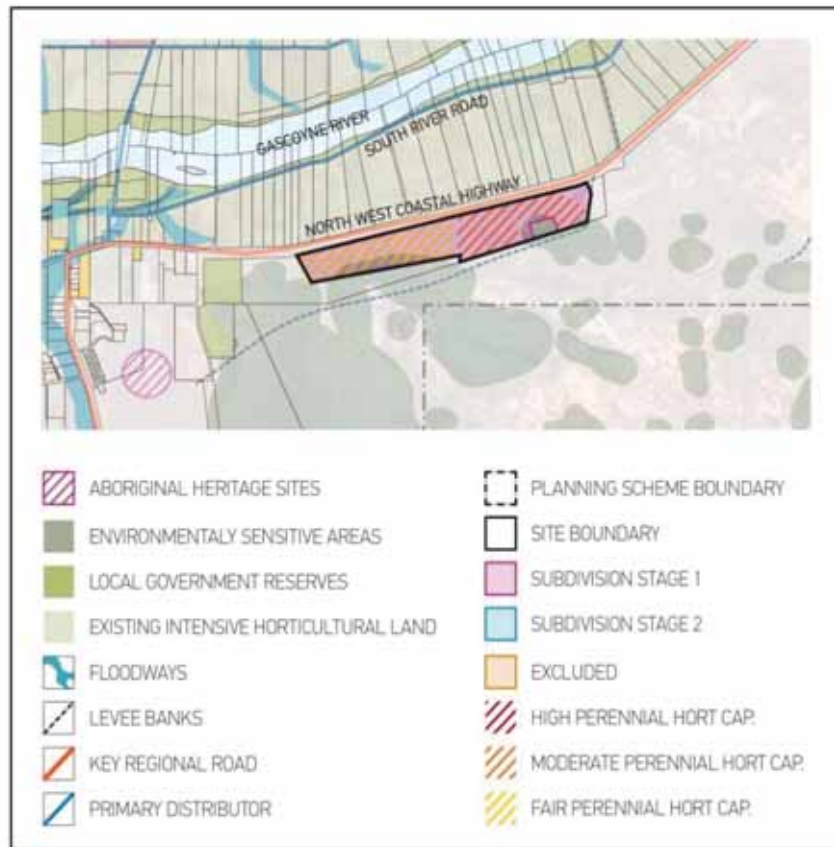 GASCOYNE RIVER
SOUTH RIVER ROAD
NORTH WEST COASTAL HIGHWAY
ABORIGINAL HERITAGE SITES
ENVIRONMENTALY SENSITIVE AREAS
LOCAL GOVERNMENT RESERVES
EXISTING INTENSIVE HORTICULTURAL LAND
FLOODWAYS
LEVEE BANKS
KEY REGIONAL ROAD
PRIMARY DISTRIBUTOR
PLANNING SCHEME BOUNDARY
SITE BOUNDARY
SUBDIVISION STAGE 1
SUBDIVISION STAGE 2
EXCLUDED
HIGH PERENNIAL HORT CAP.
MODERATE PERENNIAL HORT CAP.
FAIR PERENNIAL HORT CAP.